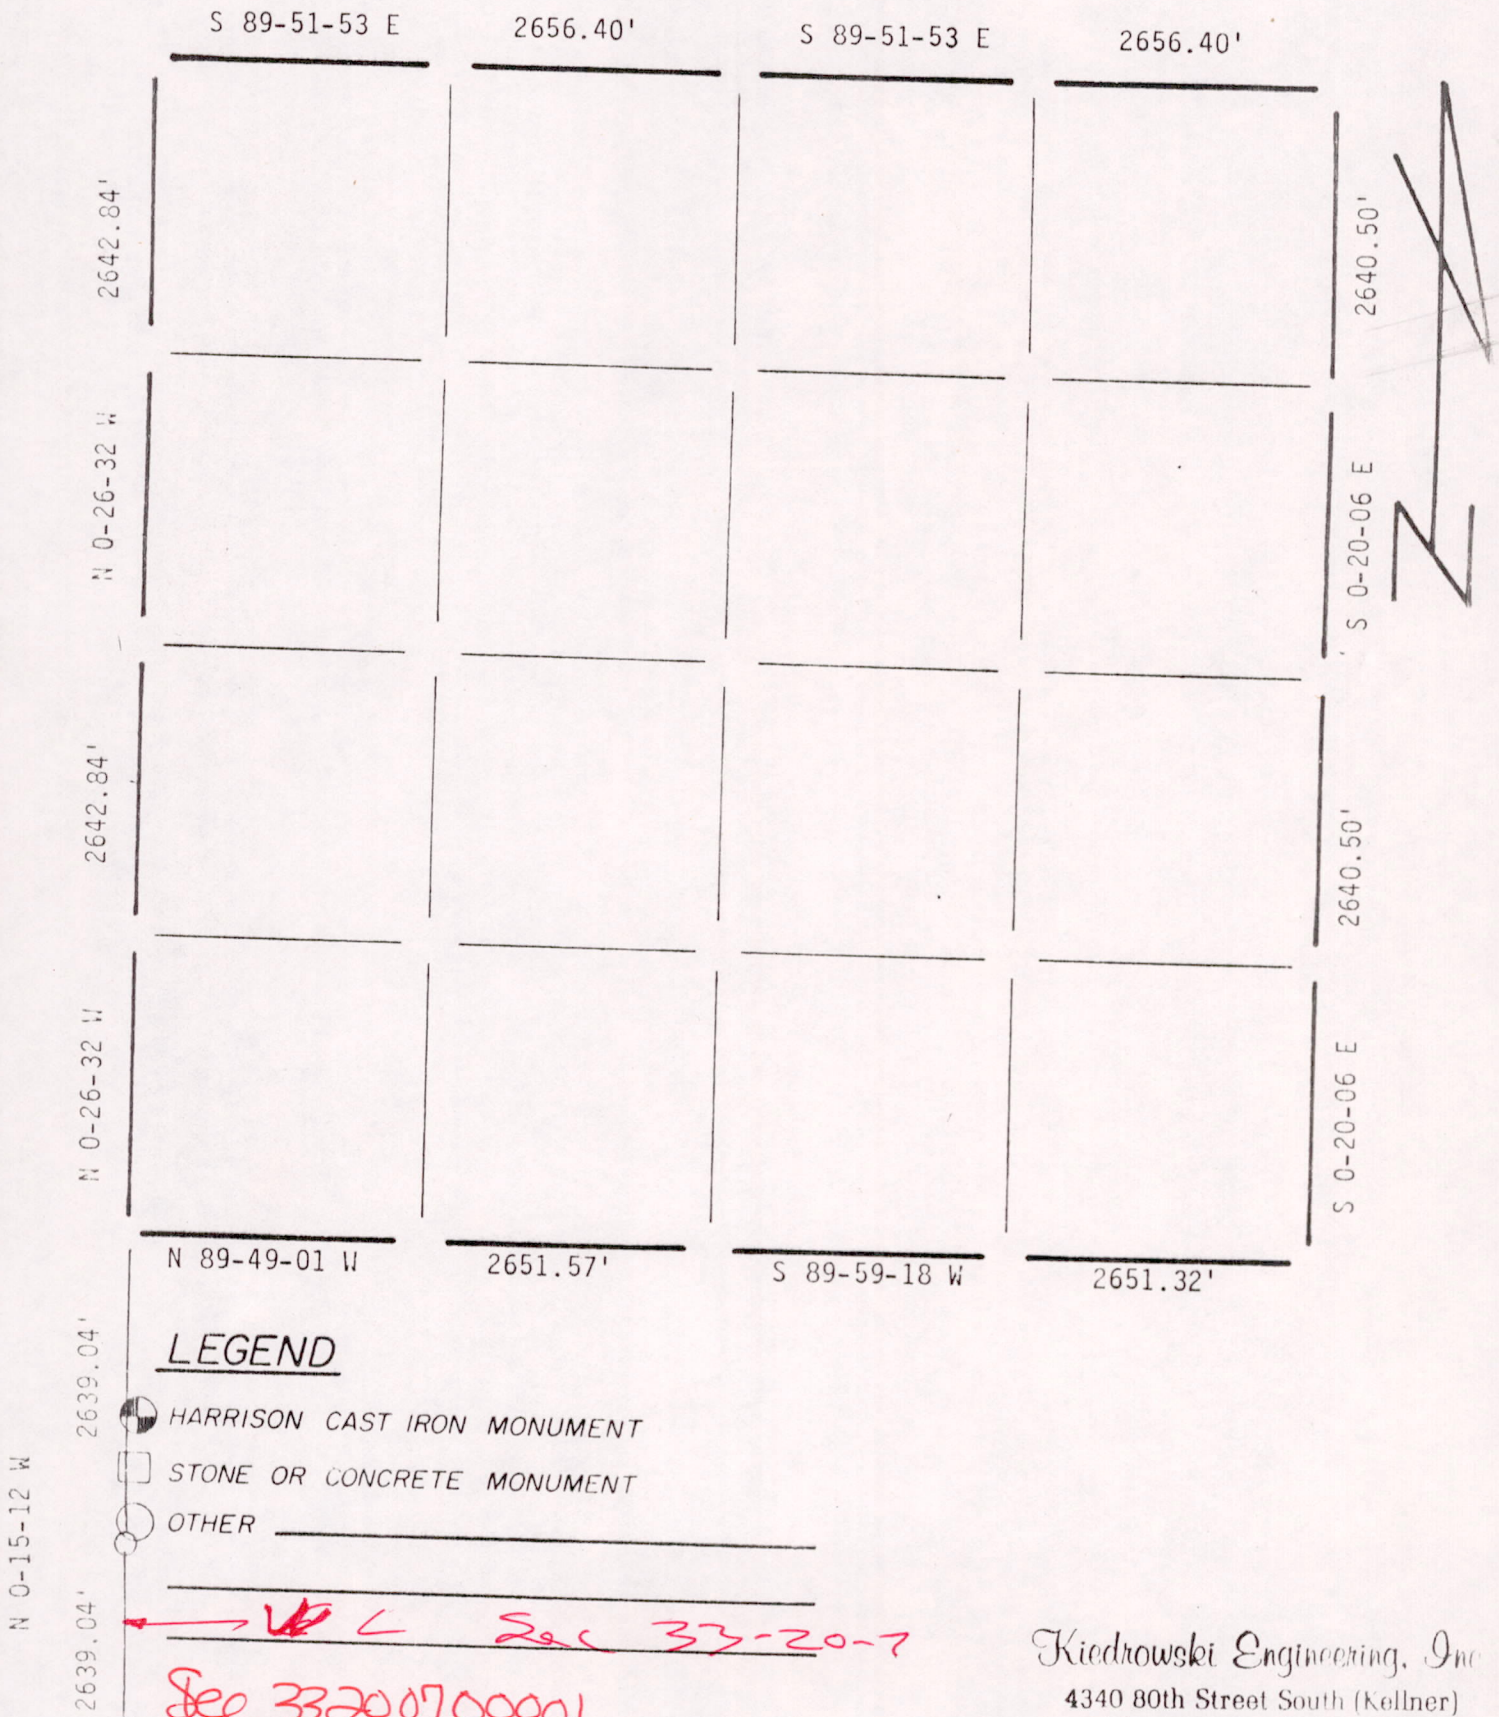 S 89-51-53 E 2656.40' S 89-51-53 E 2656.40'
2642.84'
2640.50'
N 0-26-32 W
S 0-20-06 E
2642.84'
2640.50'
N 0-26-32 W
S 0-20-06 E
N 89-49-01 W 2651.57' S 89-59-18 W 2651.32'
LEGEND
2639.04'
HARRISON CAST IRON MONUMENT
STONE OR CONCRETE MONUMENT
N 0-15-12 W
OTHER
2639.04'
L Sec 33-20-7
See 33200700001
Kiedrowski Engineering, Inc
4340 80th Street South (Kellner)
N